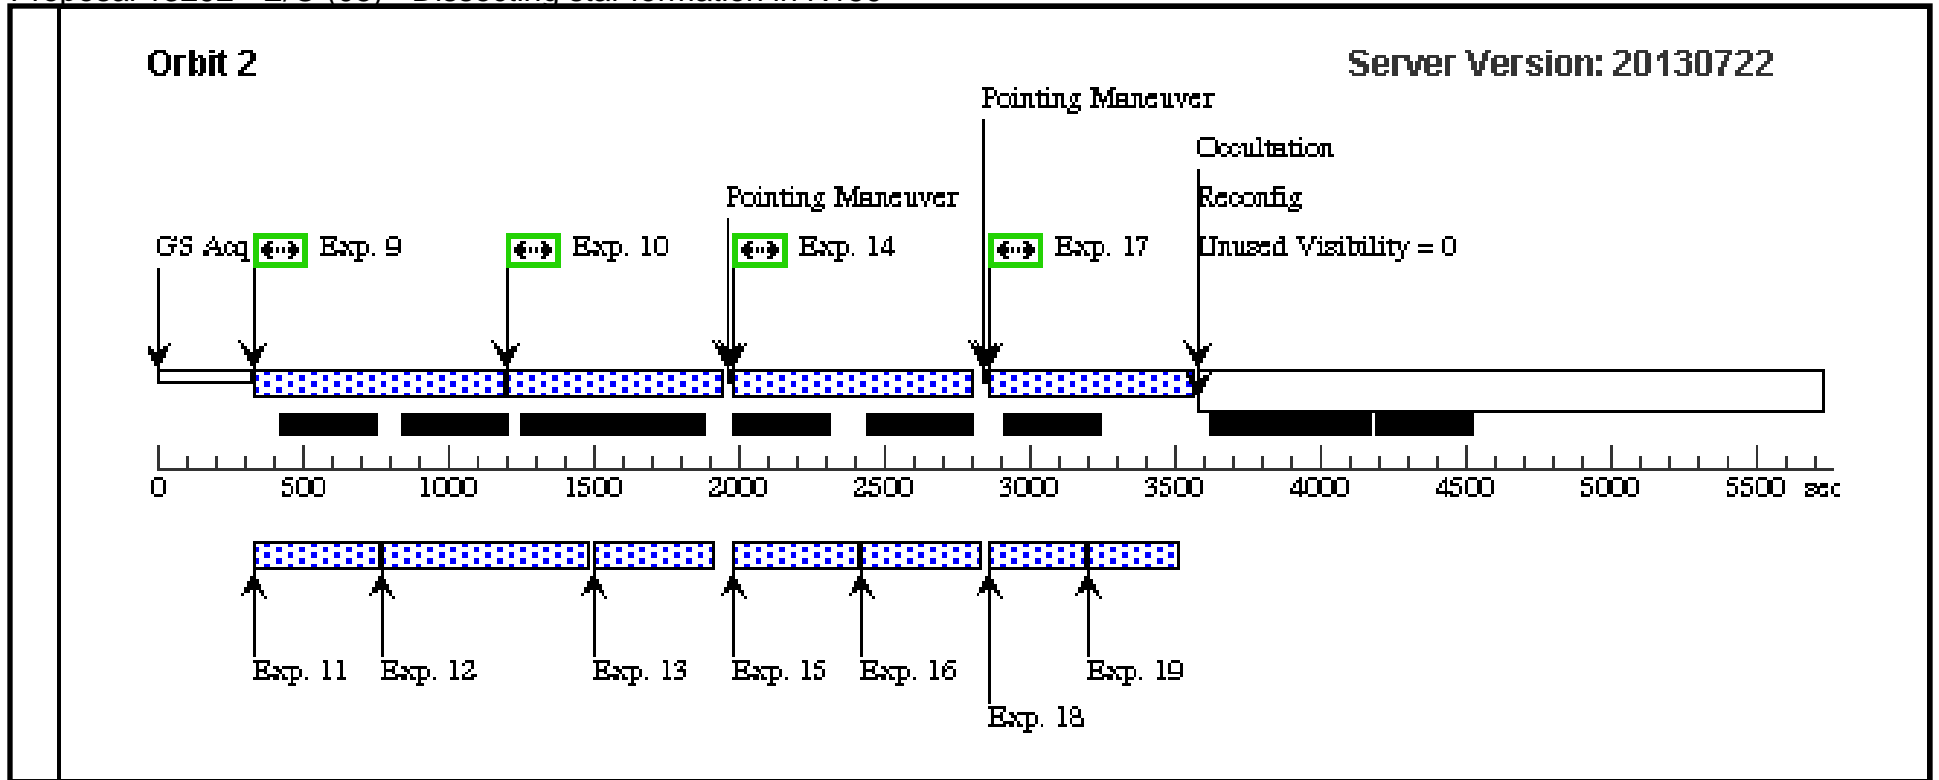 Orbit 2
Server Version: 20130722
Pointing Maneuver
Occultation
Pointing Maneuver
Reconfig
GS Acq Exp. 9 Exp. 10 Exp. 14 Exp. 17 Unused Visibility = 0
0 500 1000 1500 2000 2500 3000 3500 4000 4500 5000 5500 sec
Exp. 11 Exp. 12 Exp. 13 Exp. 15 Exp. 16 Exp. 19
Exp. 18